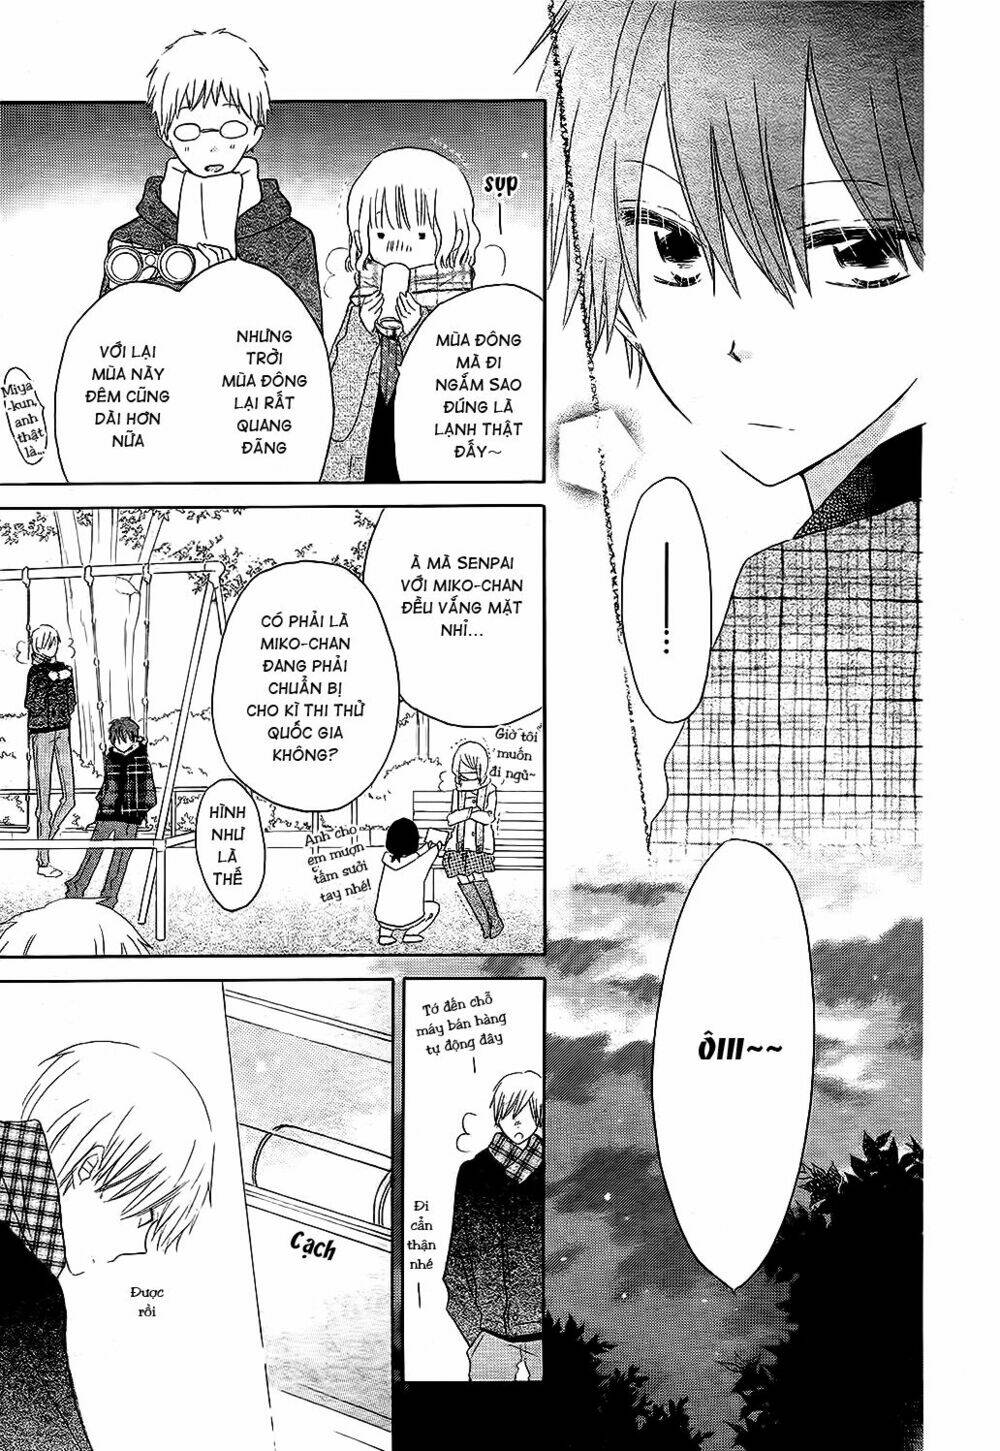 !...
ỒIII~~
sụp
MÙA ĐÔNG
MÀ ĐI
NGẮM SAO
ĐÚNG LÀ
LẠNH THẬT
ĐẤY~
NHƯNG
TRỜI
MÙA ĐÔNG
LẠI RẤT
QUANG
ĐÃNG
VỚI LẠI
MÙA NÀY
ĐÊM CŨNG
DÀI HƠN
NỮA
Miya
-kun,
anh
thật
là...
À MÀ SENPAI
VỚI MIKO-CHAN
ĐỀU VẮNG MẶT
NHỈ...
CÓ PHẢI LÀ
MIKO-CHAN
ĐANG PHẢI
CHUẨN BỊ
CHO KÌ THI THỬ
QUỐC GIA
KHÔNG?
HÌNH
NHƯ
LÀ
THẾ
Giờ tôi
muốn
đi ngủ~
Anh cho
em mượn
tấm sưởi
tay nhé!
Tớ đến chỗ
máy bán hàng
tự động đây
Đi
cẩn
thận
nhé
Cạch
Được
rồi